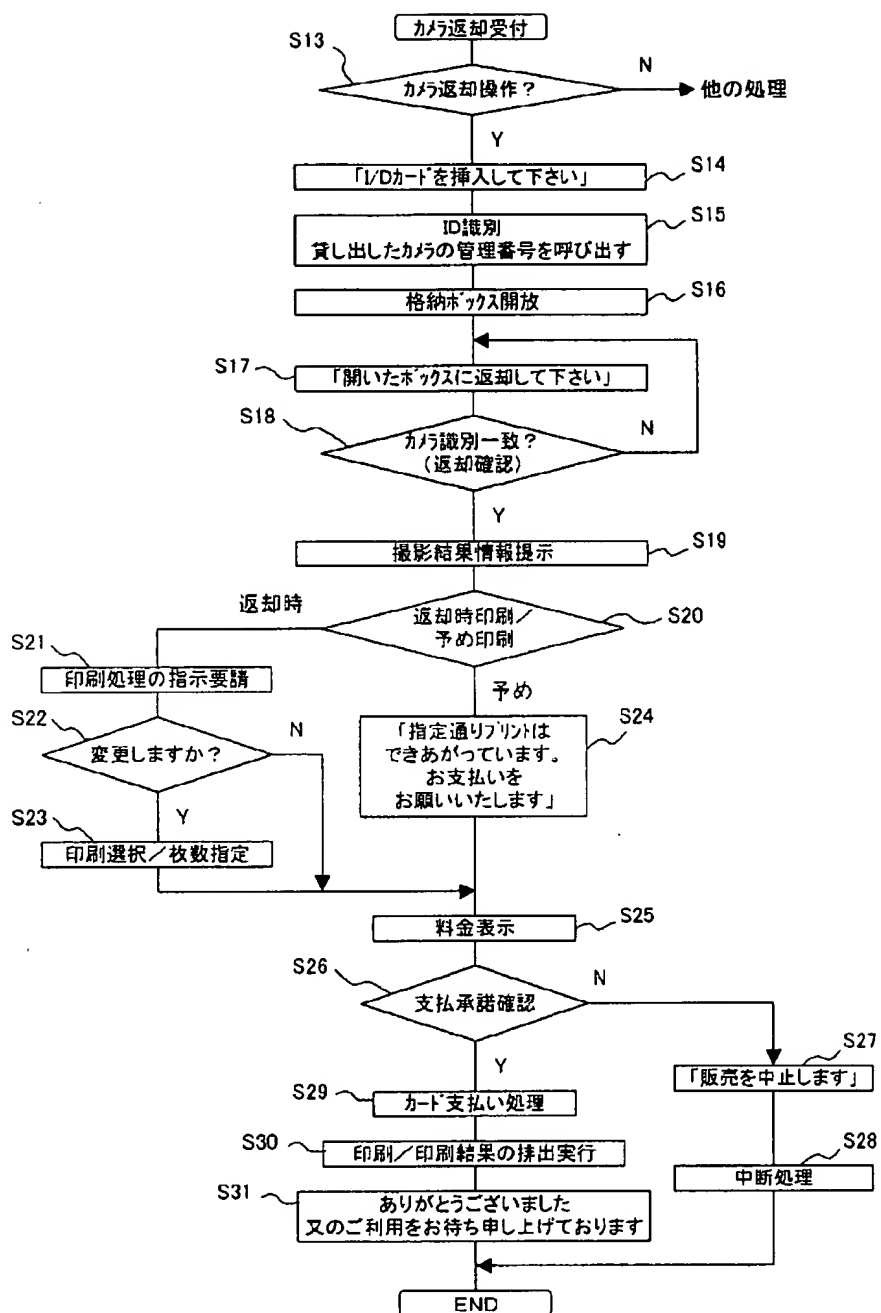 カメラ返却受付
S13
カメラ返却操作？
N
他の処理
Y
「I/Dカードを挿入して下さい」
S14
ID識別
貸し出したカメラの管理番号を呼び出す
S15
格納ボックス開放
S16
S17
「開いたボックスに返却して下さい」
S18
カメラ識別一致？
（返却確認）
N
Y
撮影結果情報提示
S19
返却時
返却時印刷／
予め印刷
S20
S21
印刷処理の指示要請
予め
S22
変更しますか？
N
「指定通りプリントは
できあがっています。
お支払いを
お願いいたします」
S24
Y
S23
印刷選択／枚数指定
料金表示
S25
S26
支払承諾確認
N
Y
S27
「販売を中止します」
S29
カード支払い処理
S30
印刷／印刷結果の排出実行
S28
中断処理
S31
ありがとうございました
又のご利用をお待ち申し上げております
END